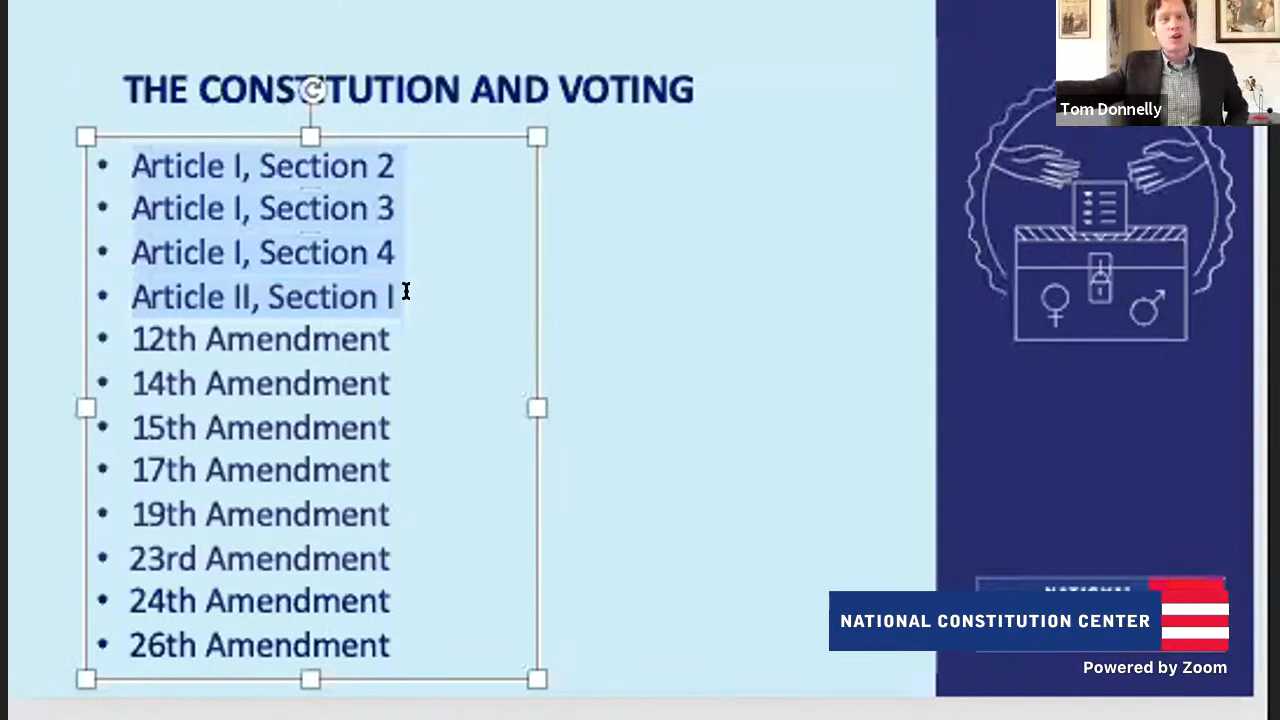 THE CONSTITUTION AND VOTING
Tom Donnelly
• Article I, Section 2
• Article I, Section 3
• Article I, Section 4
• Article II, Section I
• 12th Amendment
• 14th Amendment
• 15th Amendment
• 17th Amendment
• 19th Amendment
• 23rd Amendment
• 24th Amendment
• 26th Amendment
NATIONAL
NATIONAL CONSTITUTION CENTER
Powered by Zoom